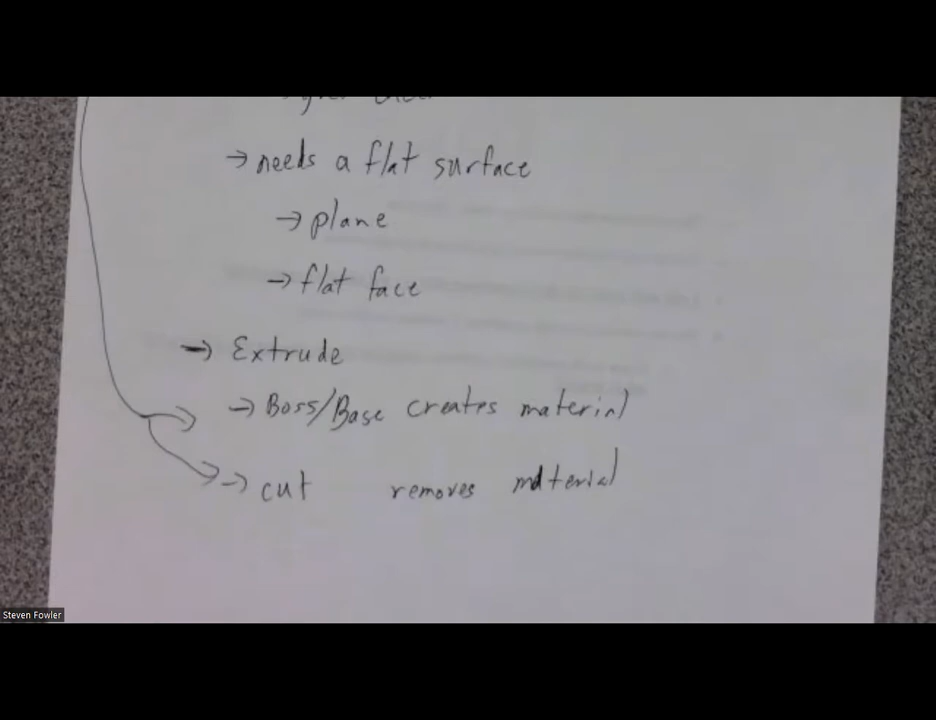 → needs a flat surface
→ plane
→ flat face
→ Extrude
→ Boss/Base creates material
→ cut removes material
Steven Fowler